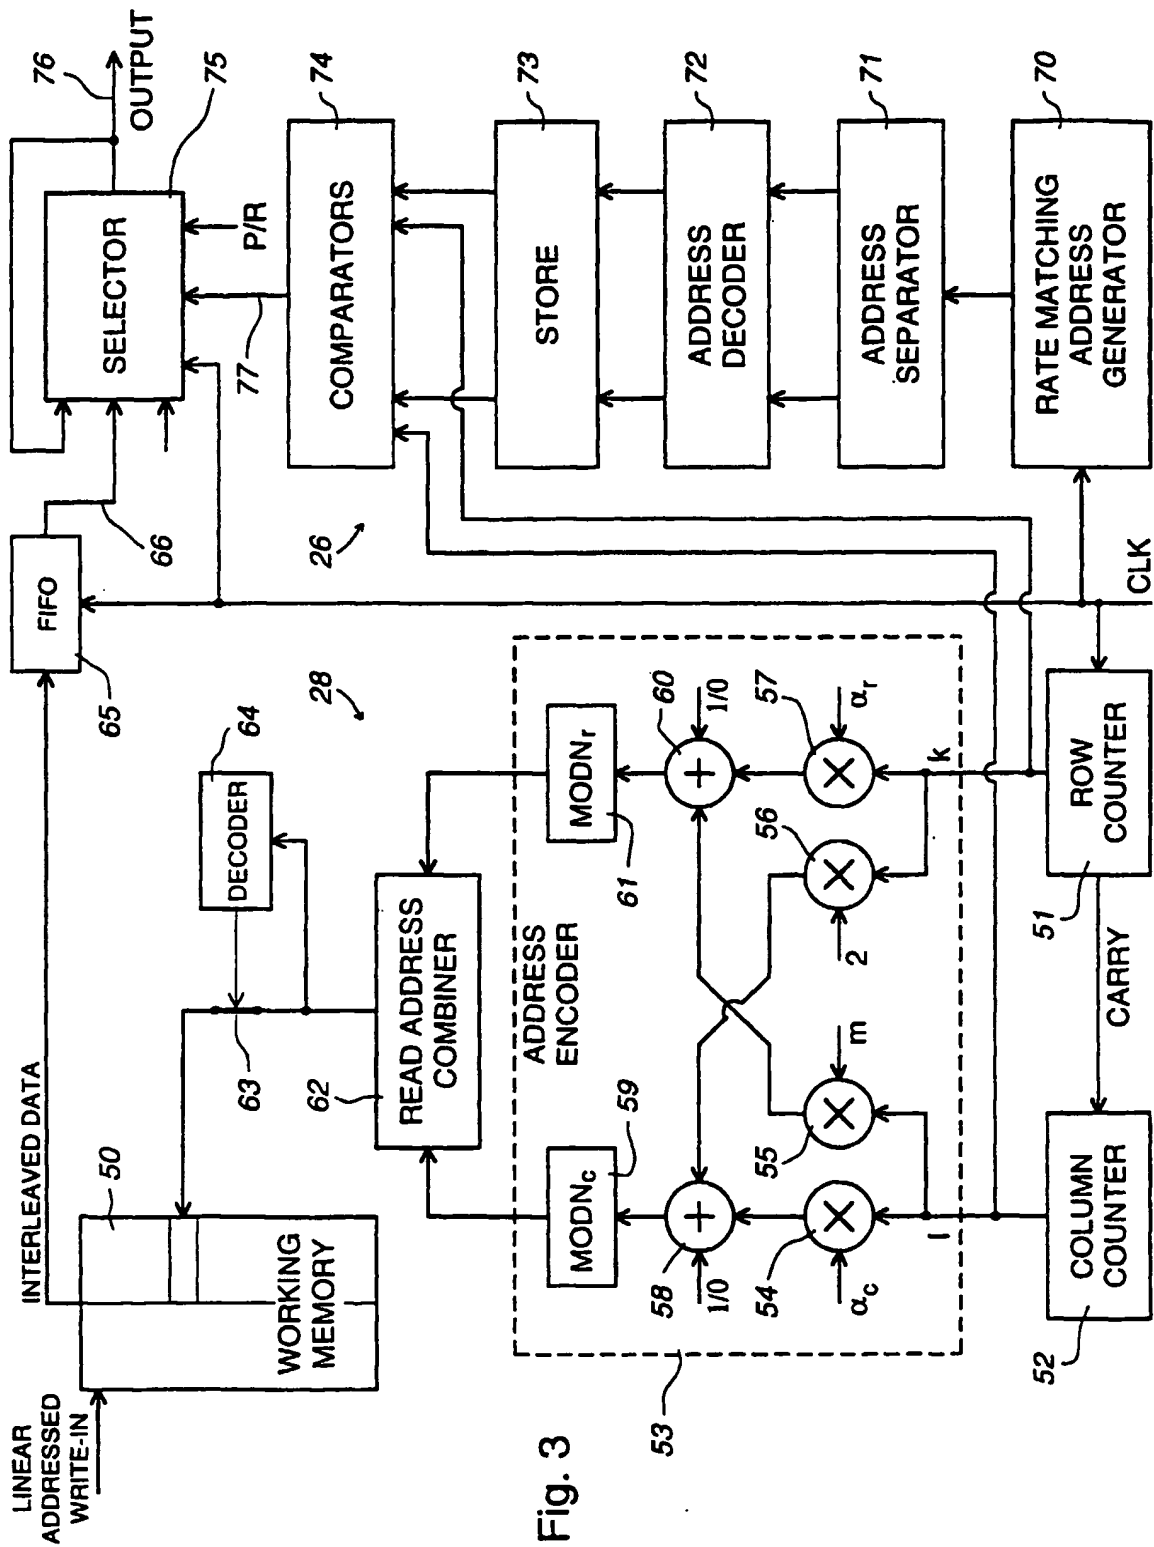 LINEAR
ADDRESSED
WRITE-IN
INTERLEAVED DATA
50
WORKING
MEMORY
65
FIFO
66
64
DECODER
63
28
26
62
READ ADDRESS
COMBINER
76
OUTPUT
75
SELECTOR
P/R
77
74
COMPARATORS
73
STORE
72
ADDRESS
DECODER
71
ADDRESS
SEPARATOR
70
RATE MATCHING
ADDRESS
GENERATOR
ADDRESS
ENCODER
53
59
MODNc
61
MODNr
58
+
1/0
60
+
1/0
54
×
αc
55
×
m
56
×
2
57
×
αr
l
k
52
COLUMN
COUNTER
CARRY
51
ROW
COUNTER
CLK
Fig. 3